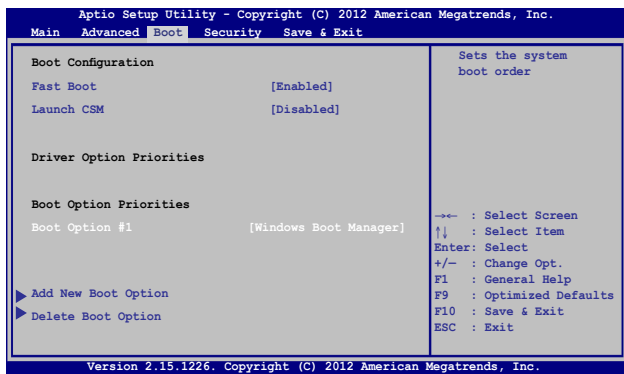 Aptio Setup Utility - Copyright (C) 2012 American Megatrends, Inc.
Main Advanced Boot Security Save & Exit
Boot Configuration
Fast Boot [Enabled]
Launch CSM [Disabled]
Driver Option Priorities
Boot Option Priorities
Boot Option #1 [Windows Boot Manager]
Add New Boot Option
Delete Boot Option
Sets the system
boot order
→← : Select Screen
↑↓ : Select Item
Enter: Select
+/— : Change Opt.
F1 : General Help
F9 : Optimized Defaults
F10 : Save & Exit
ESC : Exit
Version 2.15.1226. Copyright (C) 2012 American Megatrends, Inc.